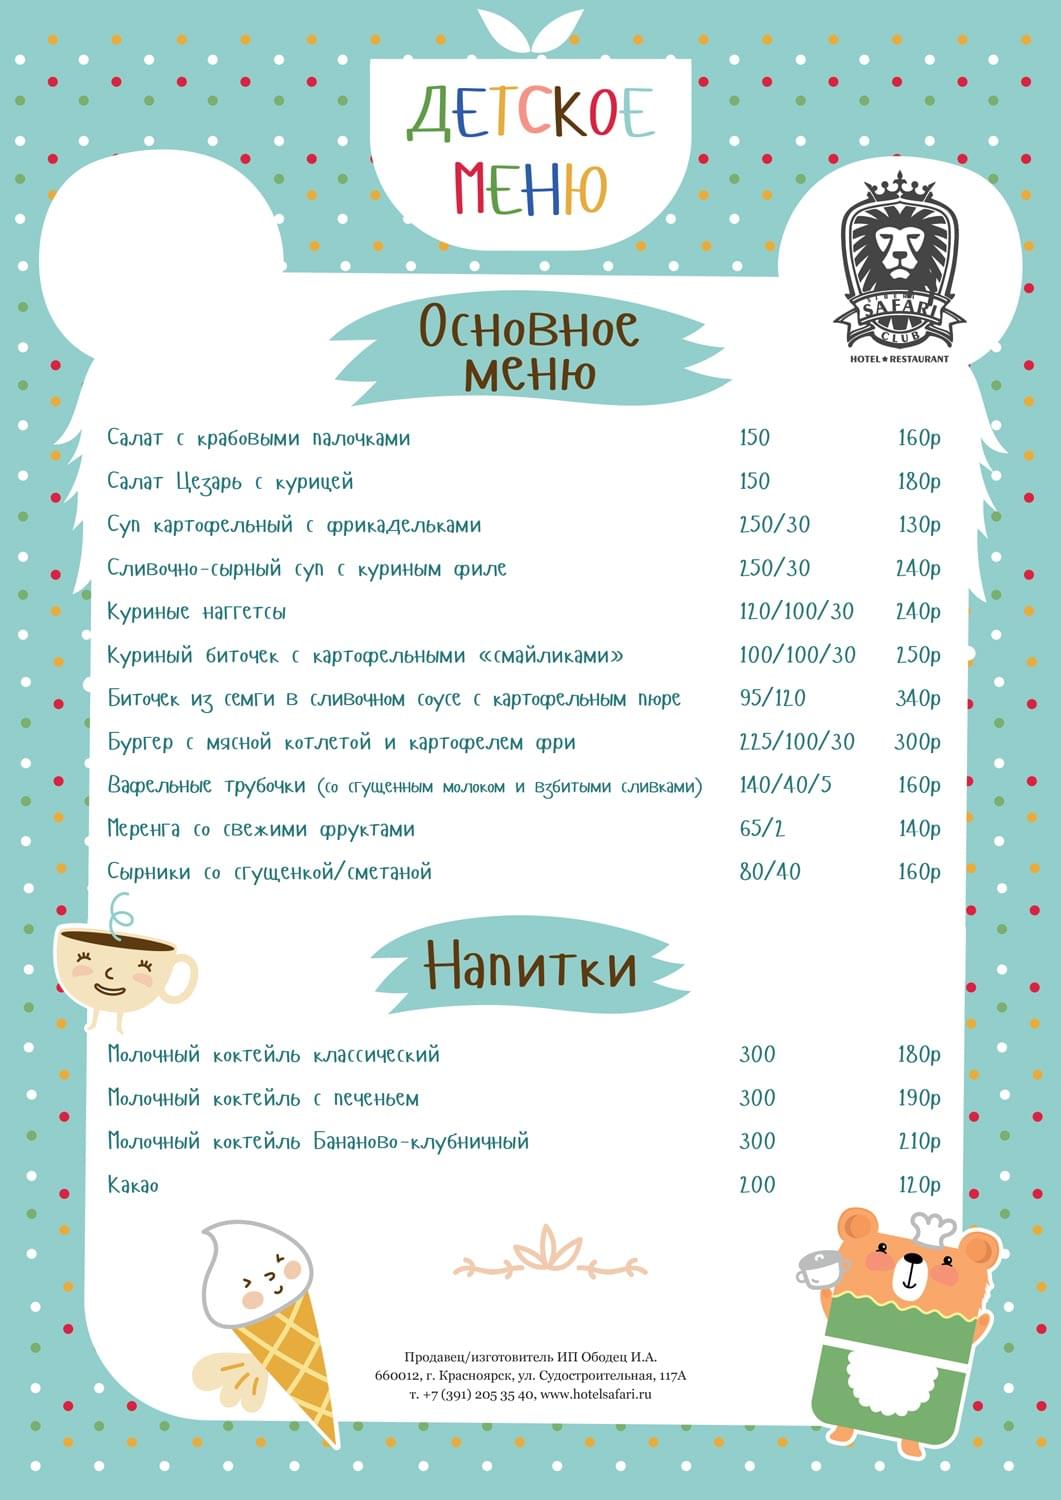 ДЕТСКОЕ
МЕНЮ
SAFARI
CLUB
HOTEL★RESTAURANT
Основное
меню
Салат с крабовыми палочками 150 160р
Салат Цезарь с курицей 150 180р
Суп картофельный с фрикадельками 250/30 130р
Сливочно-сырный суп с куриным филе 250/30 240р
Куриные наггетсы 120/100/30 240р
Куриный биточек с картофельными «смайликами» 100/100/30 250р
Биточек из семги в сливочном соусе с картофельным пюре 95/120 340р
Бургер с мясной котлетой и картофелем фри 225/100/30 300р
Вафельные трубочки (со сгущенным молоком и взбитыми сливками) 140/40/5 160р
Меренга со свежими фруктами 65/2 140р
Сырники со сгущенкой/сметаной 80/40 160р
Напитки
Молочный коктейль классический 300 180р
Молочный коктейль с печеньем 300 190р
Молочный коктейль Бананово-клубничный 300 210р
Какао 200 120р
Продавец/изготовитель ИП Ободец И.А.
660012, г. Красноярск, ул. Судостроительная, 117А
т. +7 (391) 205 35 40, www.hotelsafari.ru